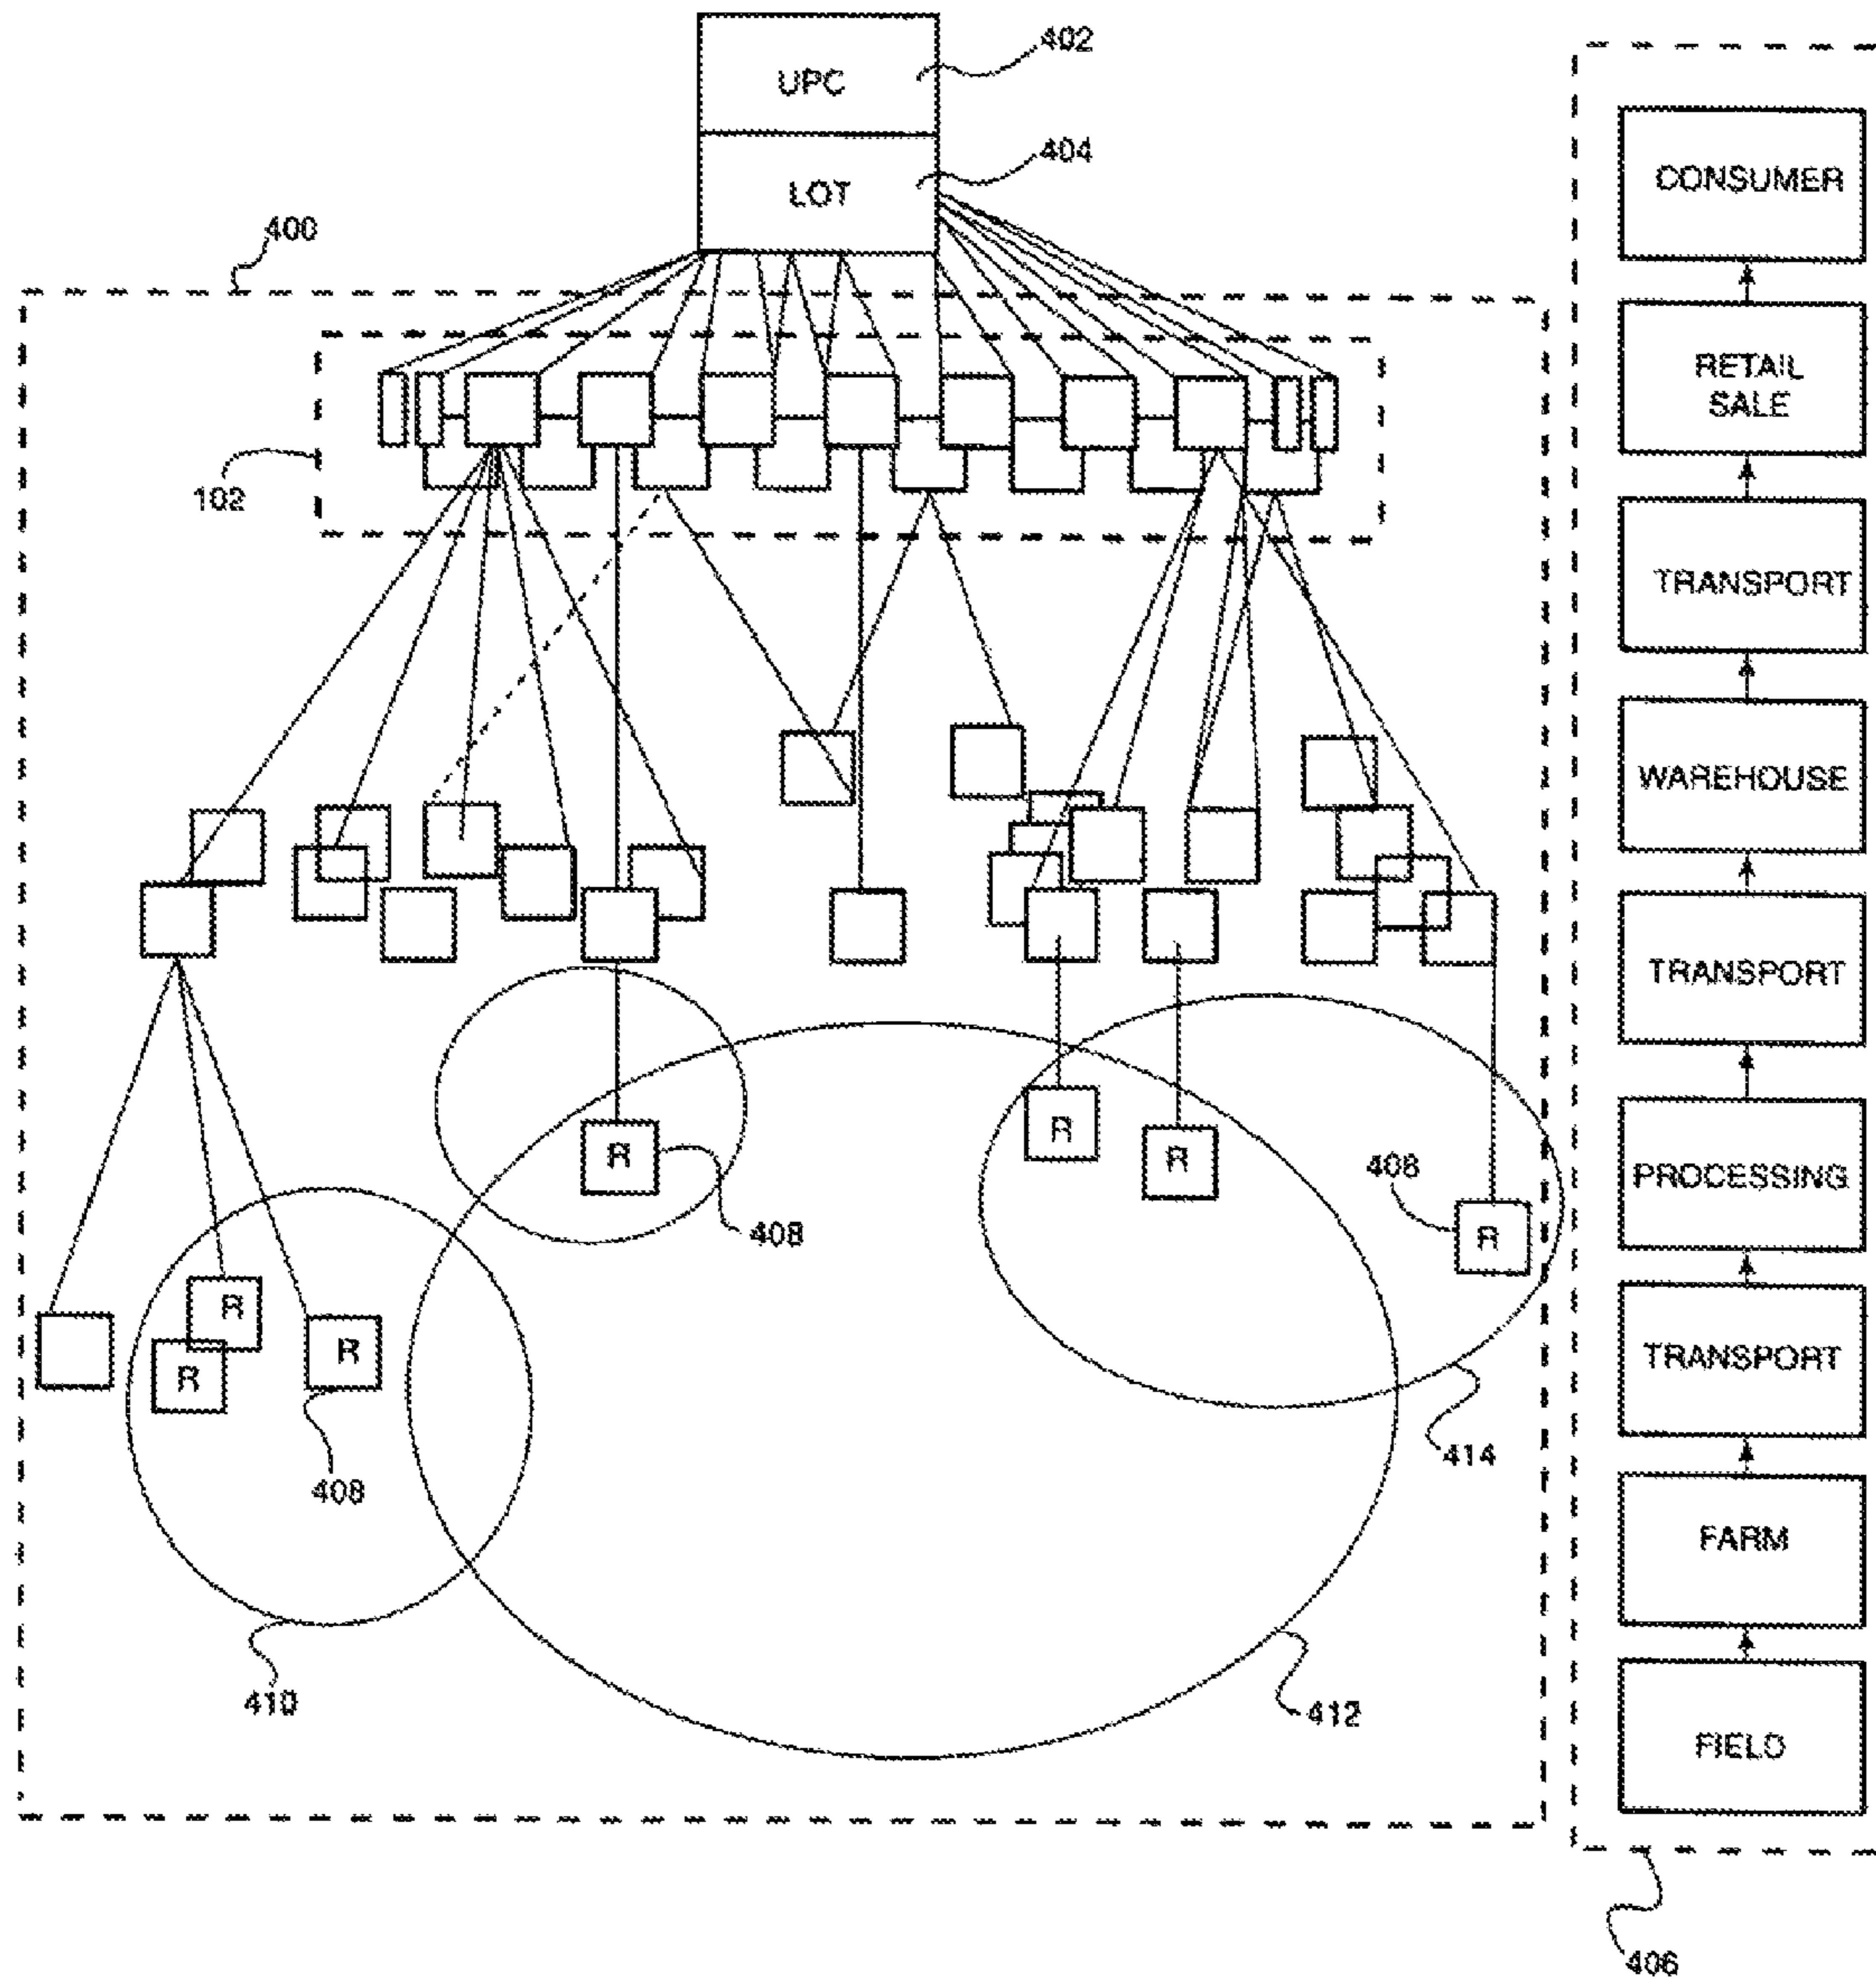 UPC
402
LOT
404
400
102
R
408
R
R
408
R
R
R
R
408
414
410
412
CONSUMER
RETAIL
SALE
TRANSPORT
WAREHOUSE
TRANSPORT
PROCESSING
TRANSPORT
FARM
FIELD
406